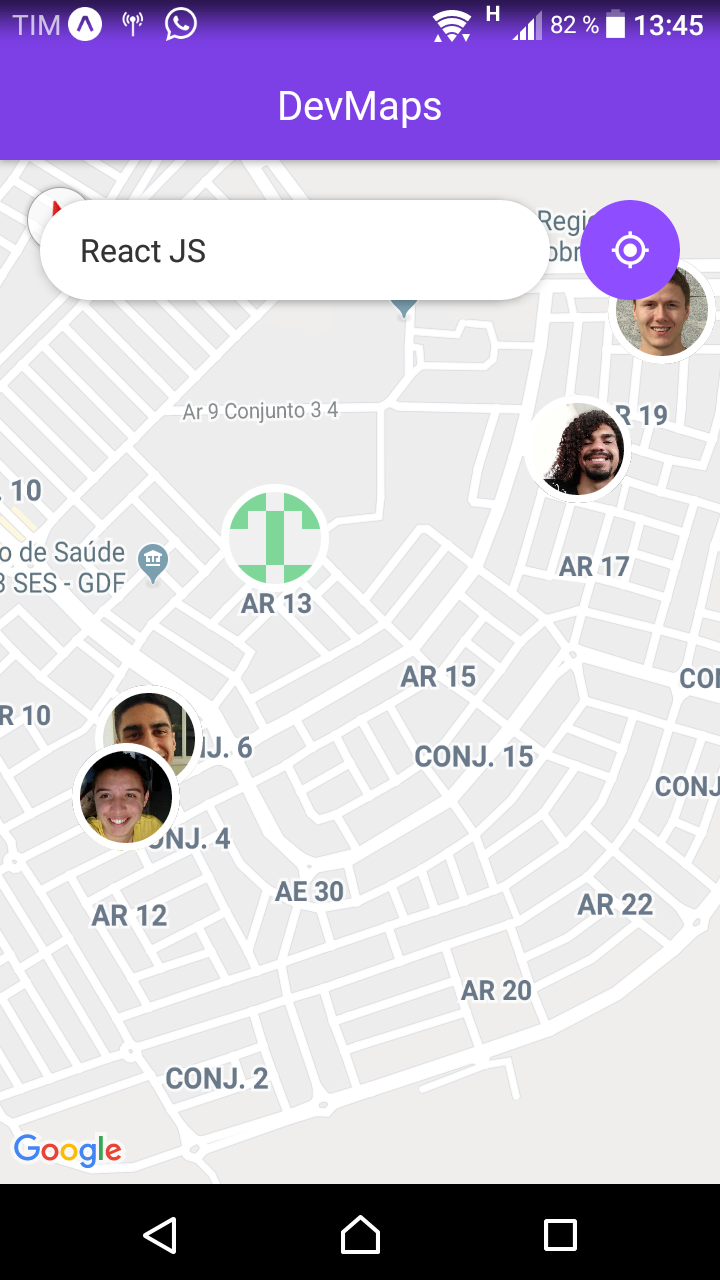 TIM
H
82 %
13:45
DevMaps
React JS
Regi
obr
Ar 9 Conjunto 3 4
R 19
. 10
o de Saúde
3 SES - GDF
AR 17
AR 13
AR 15
CON
R 10
NJ. 6
CONJ. 15
CONJ
ONJ. 4
AE 30
AR 22
AR 12
AR 20
CONJ. 2
Google